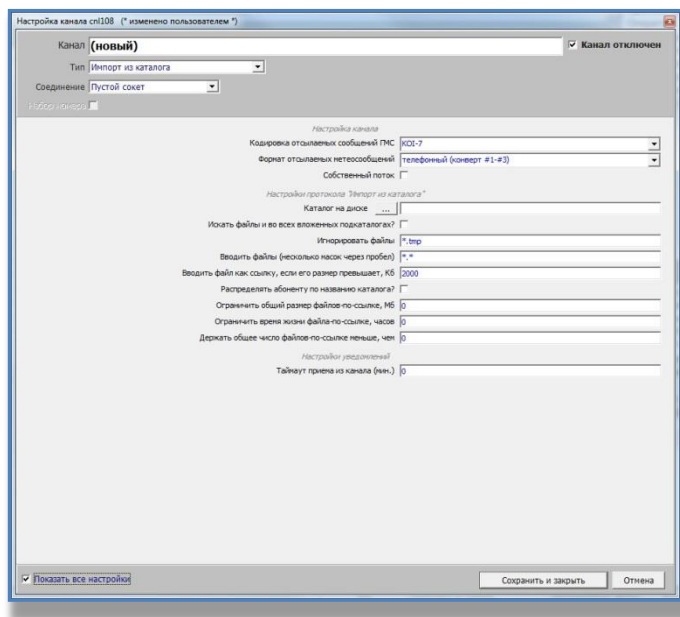 Настройка канала cnl108 (* изменено пользователем *)
Канал (новый) Канал отключен
Тип Импорт из каталога
Соединение Пустой сокет
Набор номера
Настройка канала
Кодировка отсылаемых сообщений ГМС KOI-7
Формат отсылаемых метеосообщений телефонный (конверт #1-#3)
Собственный поток
Настройки протокола "Импорт из каталога"
Каталог на диске ...
Искать файлы и во всех вложенных подкаталогах?
Игнорировать файлы *.tmp
Вводить файлы (несколько масок через пробел) *.*
Вводить файл как ссылку, если его размер превышает, Кб 2000
Распределять абоненту по названию каталога?
Ограничить общий размер файлов-по-ссылке, Мб 0
Ограничить время жизни файла-по-ссылке, часов 0
Держать общее число файлов-по-ссылке меньше, чем 0
Настройки уведомлений
Таймаут приема из канала (мин.) 0
Показать все настройки Сохранить и закрыть Отмена